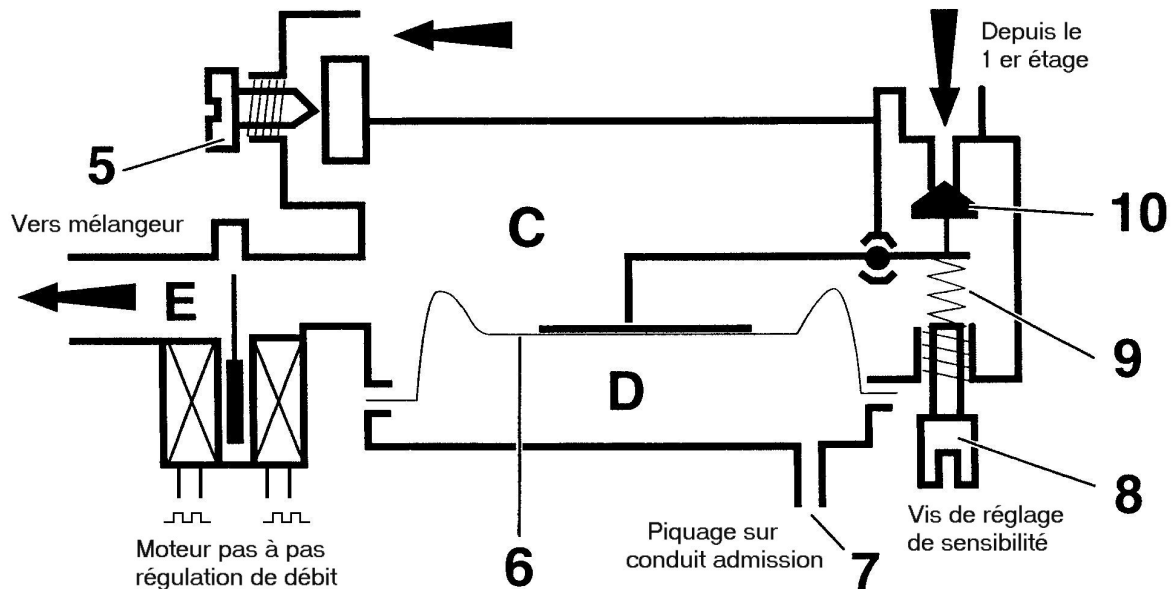 Depuis le
1 er étage
5
10
Vers mélangeur
C
E
9
D
8
Moteur pas à pas
régulation de débit
6
Piquage sur
conduit admission
7
Vis de réglage
de sensibilité